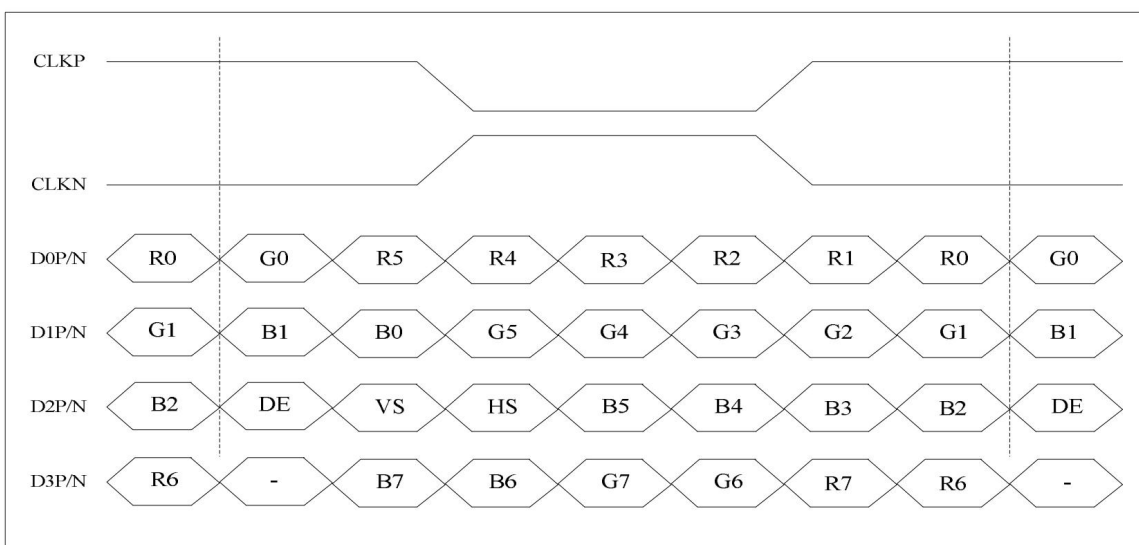 CLKP
CLKN
D0P/N R0 G0 R5 R4 R3 R2 R1 R0 G0
D1P/N G1 B1 B0 G5 G4 G3 G2 G1 B1
D2P/N B2 DE VS HS B5 B4 B3 B2 DE
D3P/N R6 - B7 B6 G7 G6 R7 R6 -